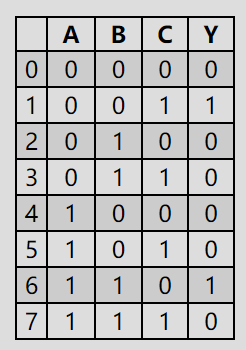 A B C Y
0 0 0 0 0
1 0 0 1 1
2 0 1 0 0
3 0 1 1 0
4 1 0 0 0
5 1 0 1 0
6 1 1 0 1
7 1 1 1 0